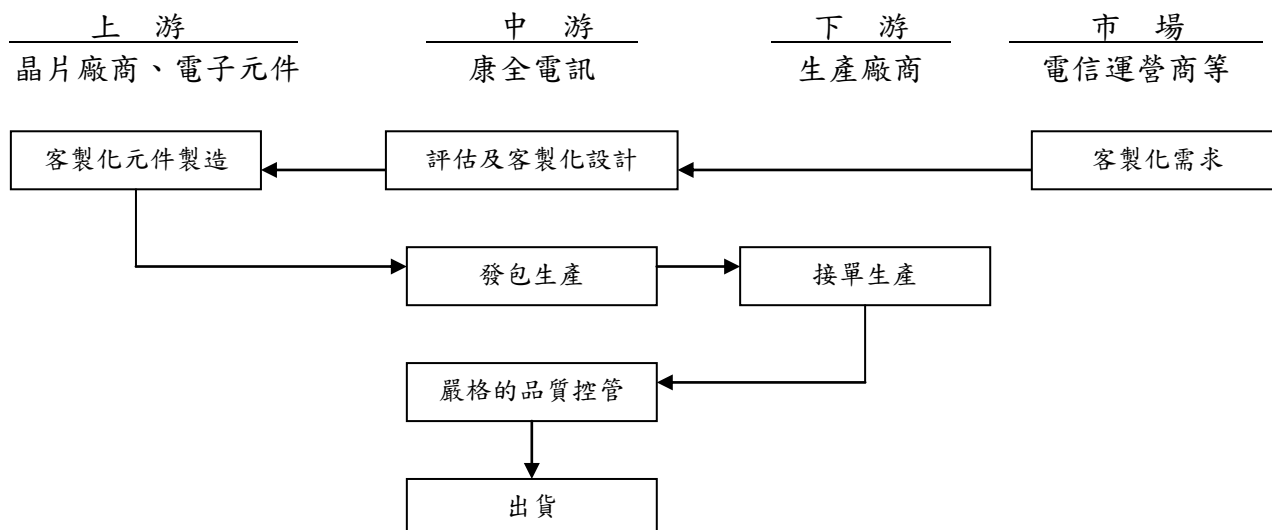 上 游 中 游 下 游 市 場
晶片廠商、電子元件 康全電訊 生產廠商 電信運營商等
客製化元件製造 評估及客製化設計 客製化需求
發包生產 接單生產
嚴格的品質控管
出貨